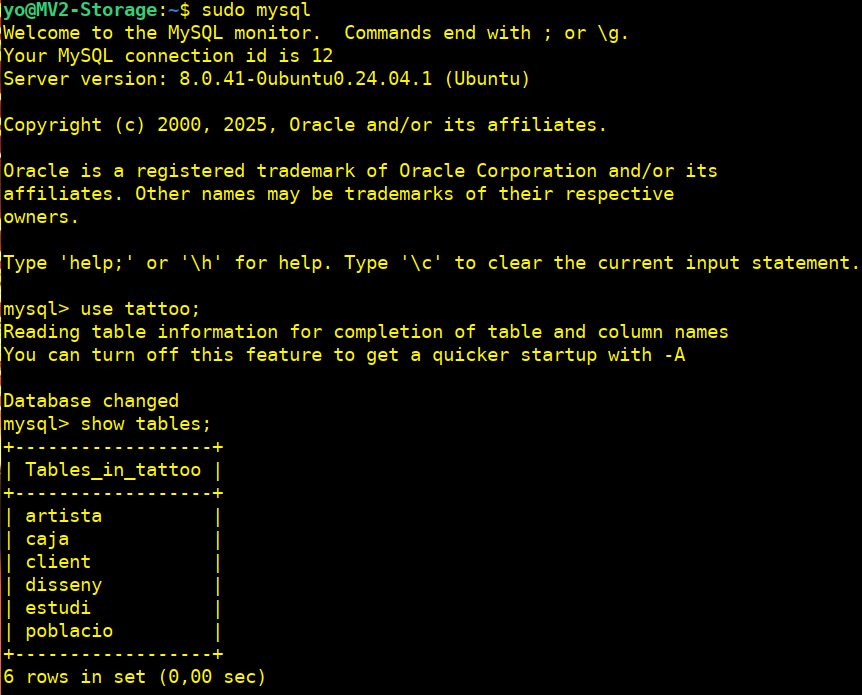 yo@MV2-Storage:~$ sudo mysql
Welcome to the MySQL monitor.  Commands end with ; or \g.
Your MySQL connection id is 12
Server version: 8.0.41-0ubuntu0.24.04.1 (Ubuntu)
Copyright (c) 2000, 2025, Oracle and/or its affiliates.
Oracle is a registered trademark of Oracle Corporation and/or its
affiliates. Other names may be trademarks of their respective
owners.
Type 'help;' or '\h' for help. Type '\c' to clear the current input statement.
mysql> use tattoo;
Reading table information for completion of table and column names
You can turn off this feature to get a quicker startup with -A
Database changed
mysql> show tables;
+------------------+
| Tables_in_tattoo |
+------------------+
| artista          |
| caja             |
| client           |
| disseny          |
| estudi           |
| poblacio         |
+------------------+
6 rows in set (0,00 sec)